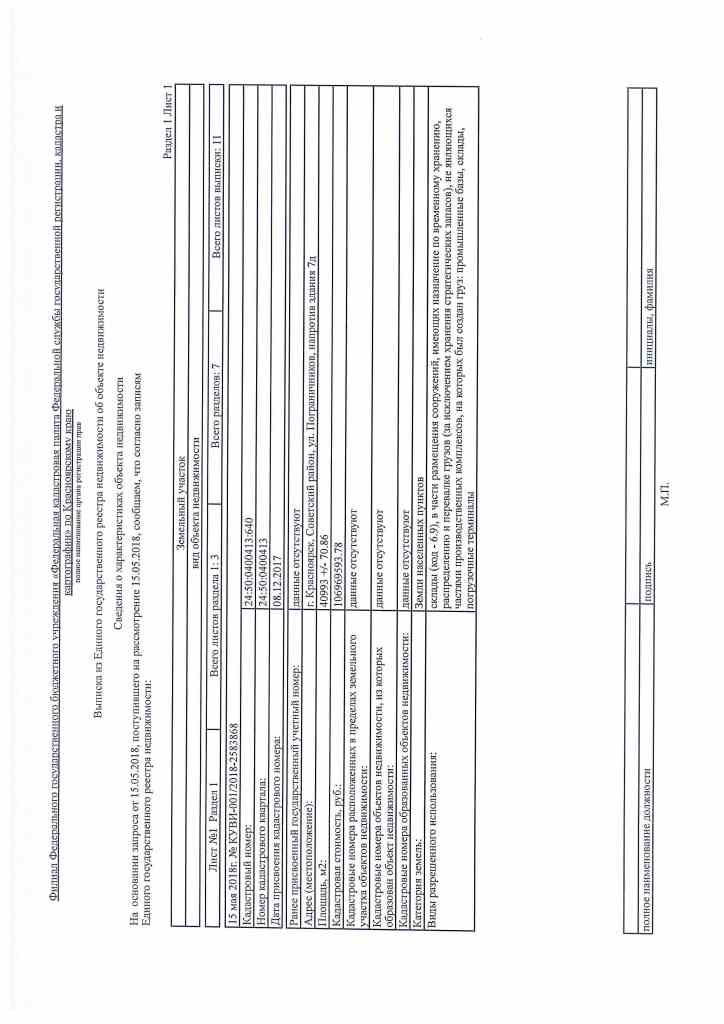 Филиал Федерального государственного бюджетного учреждения «Федеральная кадастровая палата Федеральной службы государственной регистрации, кадастра и
картографии» по Красноярскому краю
полное наименование органа регистрации прав
Выписка из Единого государственного реестра недвижимости об объекте недвижимости
Сведения о характеристиках объекта недвижимости
На основании запроса от 15.05.2018, поступившего на рассмотрение 15.05.2018, сообщаем, что согласно записям
Единого государственного реестра недвижимости:
Раздел 1 Лист 1
Земельный участок
вид объекта недвижимости
Лист №1 Раздел 1 Всего листов раздела 1: 3 Всего разделов: 7 Всего листов выписки: 11
15 мая 2018г. № КУВИ-001/2018-2583868
Кадастровый номер: 24:50:0400413:640
Номер кадастрового квартала: 24:50:0400413
Дата присвоения кадастрового номера: 08.12.2017
Ранее присвоенный государственный учетный номер: данные отсутствуют
Адрес (местоположение): г. Красноярск, Советский район, ул. Пограничников, напротив здания 7д
Площадь, м2: 40993 +/- 70.86
Кадастровая стоимость, руб.: 106969593.78
Кадастровые номера расположенных в пределах земельного
участка объектов недвижимости: данные отсутствуют
Кадастровые номера объектов недвижимости, из которых
образован объект недвижимости: данные отсутствуют
Кадастровые номера образованных объектов недвижимости: данные отсутствуют
Категория земель: Земли населенных пунктов
Виды разрешенного использования: склады (код - 6.9), в части размещения сооружений, имеющих назначение по временному хранению,
распределению и перевалке грузов (за исключением хранения стратегических запасов), не являющихся
частями производственных комплексов, на которых был создан груз: промышленные базы, склады,
погрузочные терминалы
полное наименование должности подпись инициалы, фамилия
М.П.